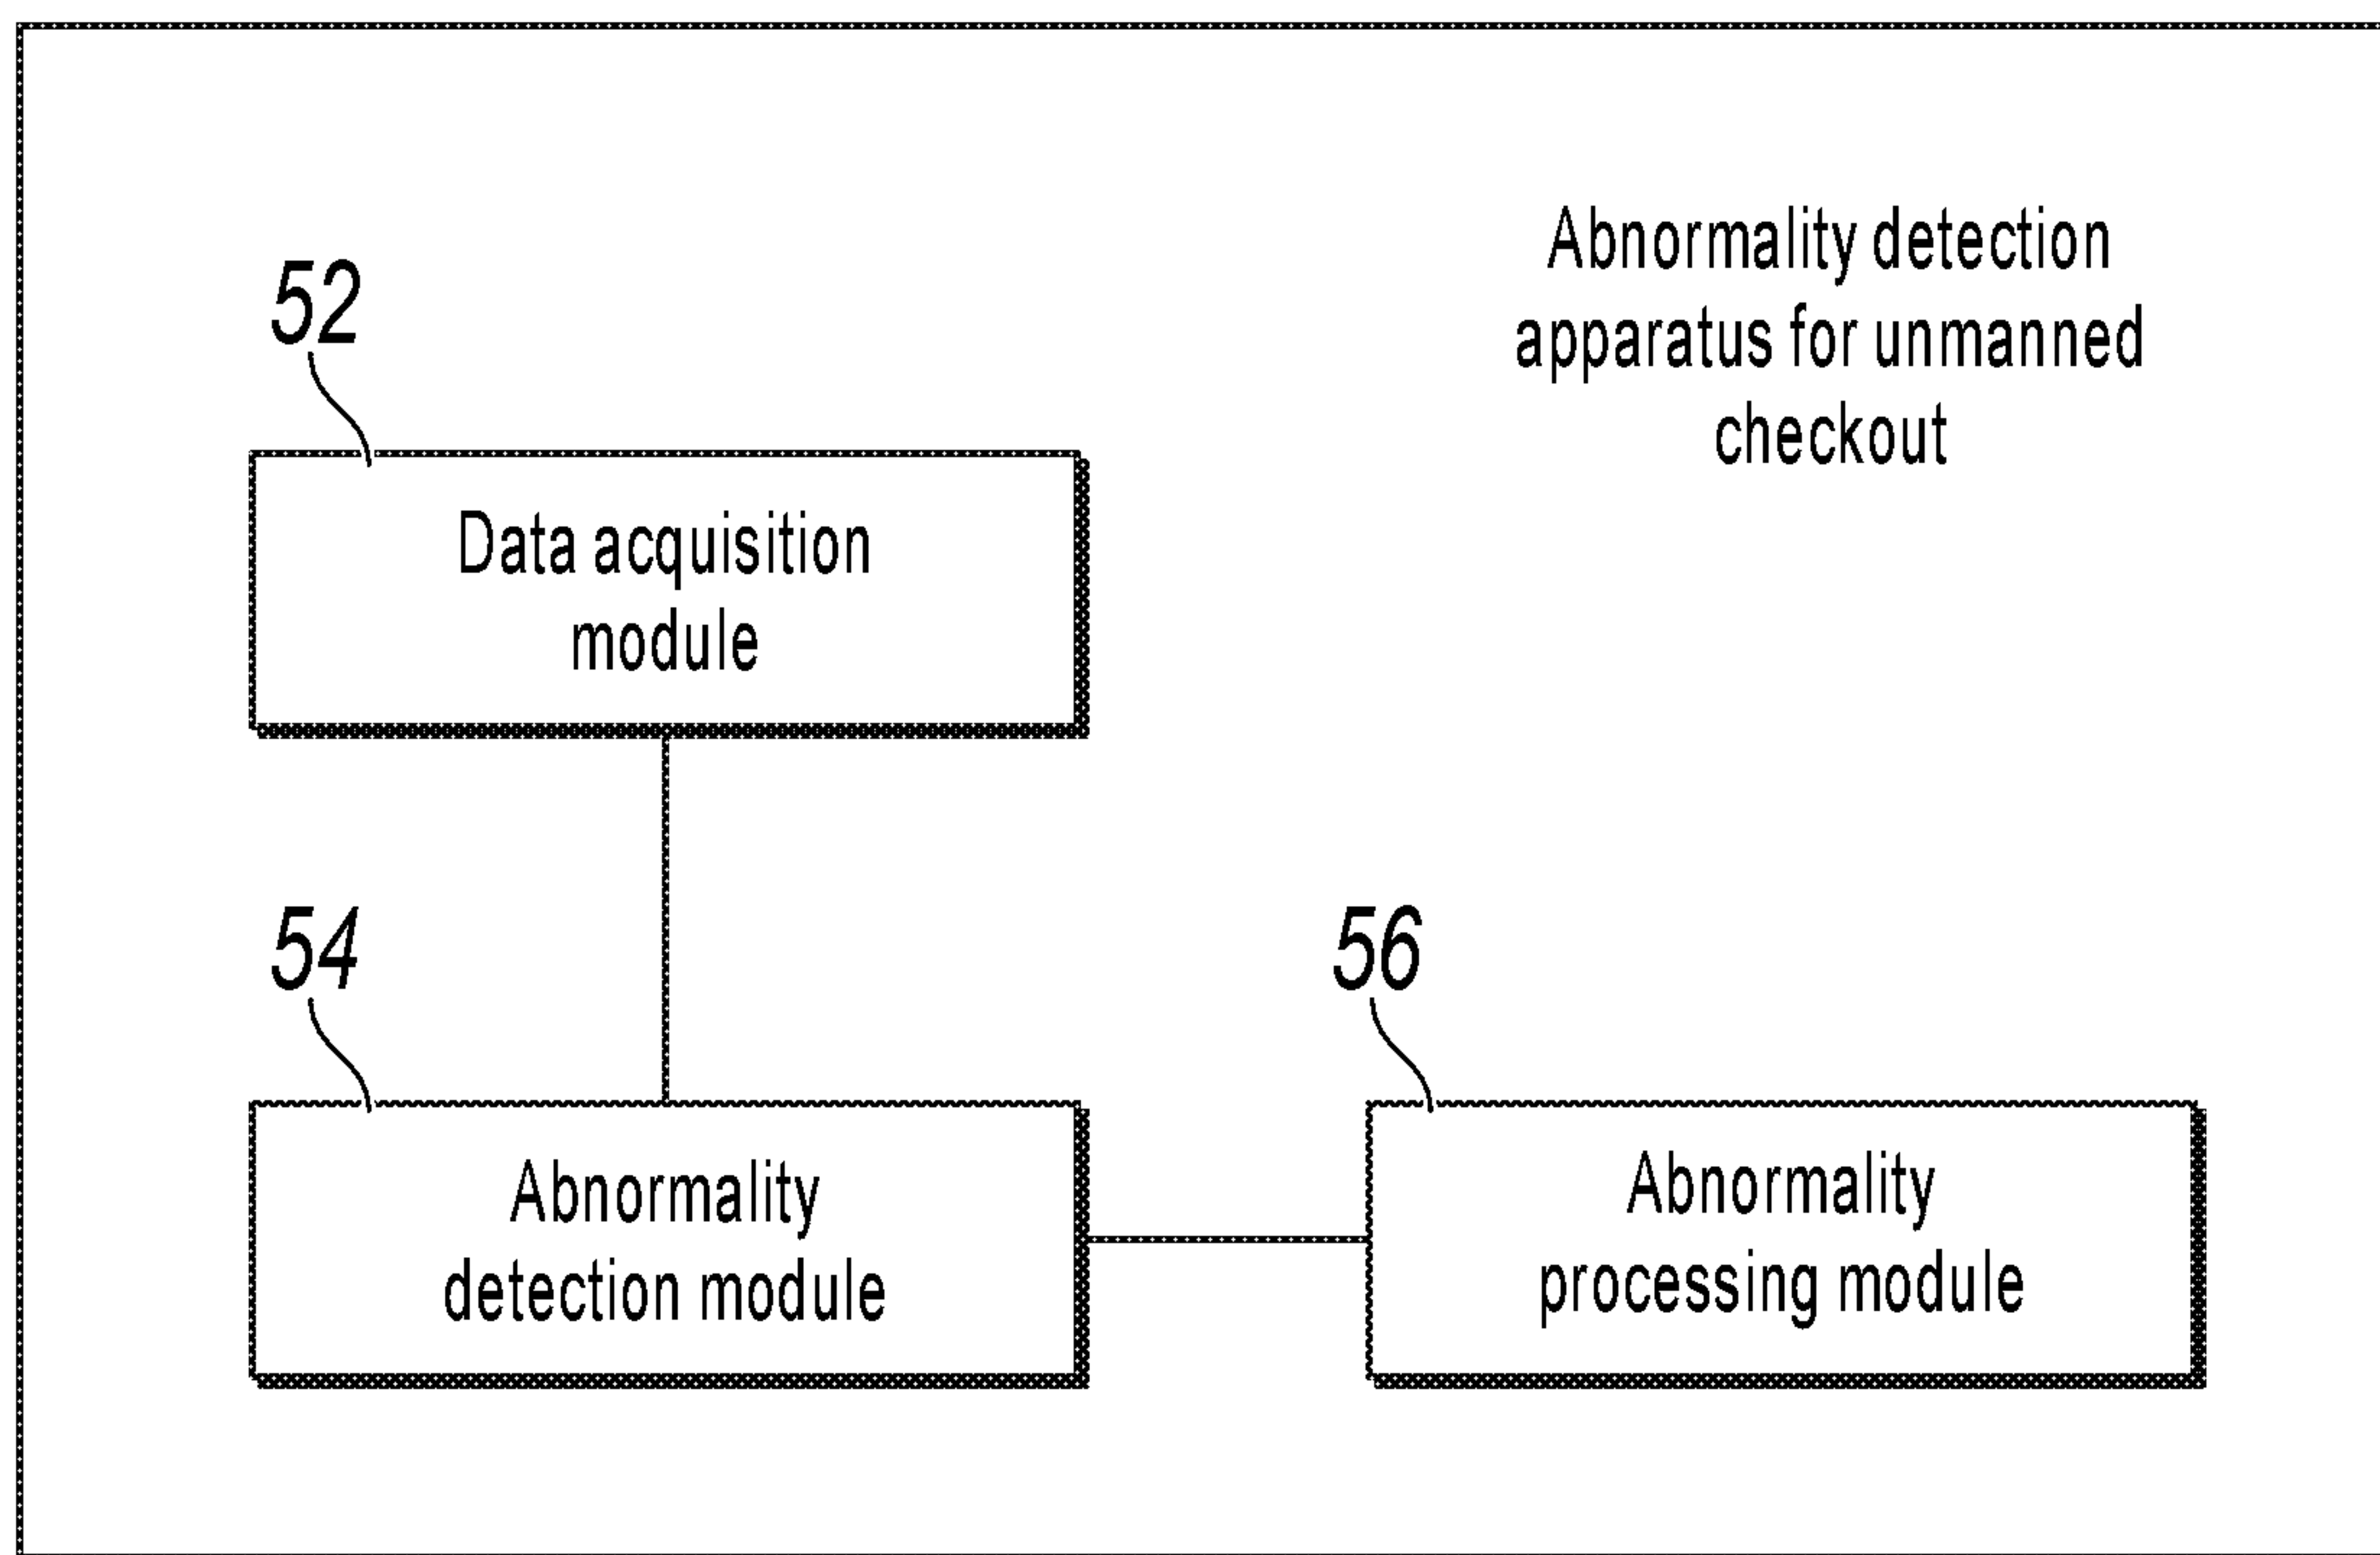 Abnormality detection
apparatus for unmanned
checkout
52
Data acquisition
module
54
Abnormality
detection module
56
Abnormality
processing module